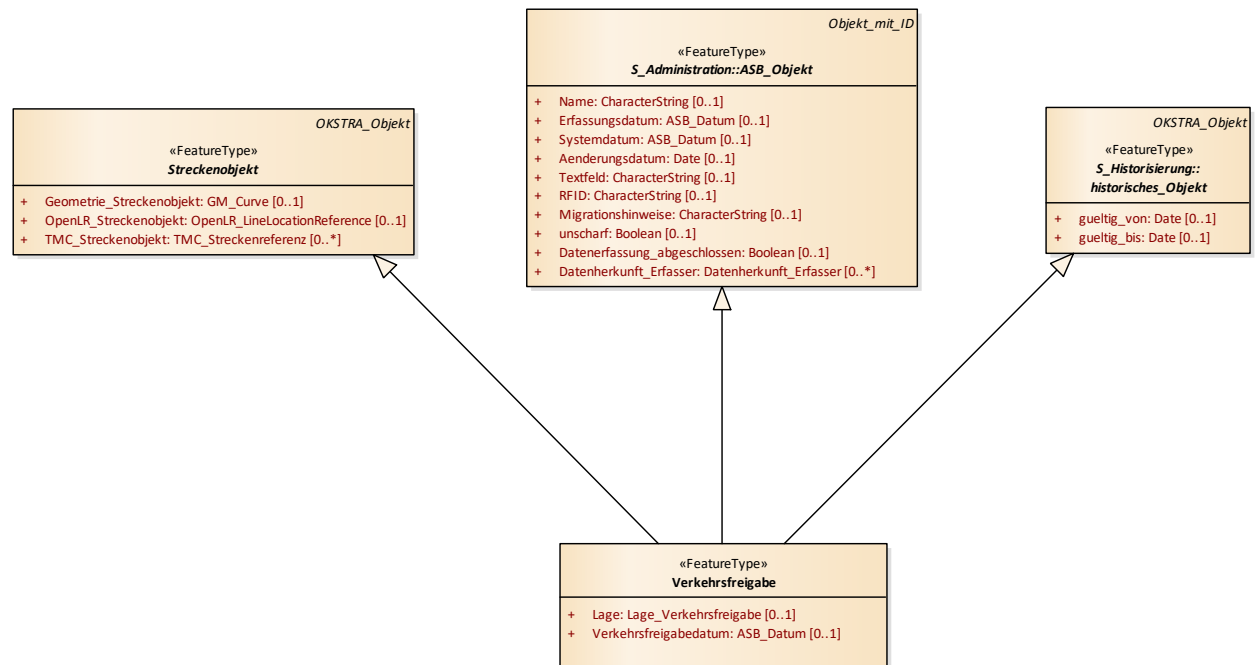 Objekt_mit_ID
«FeatureType»
S_Administration::ASB_Objekt
+ Name: CharacterString [0..1]
+ Erfassungsdatum: ASB_Datum [0..1]
+ Systemdatum: ASB_Datum [0..1]
+ Aenderungsdatum: Date [0..1]
+ Textfeld: CharacterString [0..1]
+ RFID: CharacterString [0..1]
+ Migrationshinweise: CharacterString [0..1]
+ unscharf: Boolean [0..1]
+ Datenerfassung_abgeschlossen: Boolean [0..1]
+ Datenherkunft_Erfasser: Datenherkunft_Erfasser [0..*]
OKSTRA_Objekt
«FeatureType»
Streckenobjekt
+ Geometrie_Streckenobjekt: GM_Curve [0..1]
+ OpenLR_Streckenobjekt: OpenLR_LineLocationReference [0..1]
+ TMC_Streckenobjekt: TMC_Streckenreferenz [0..*]
OKSTRA_Objekt
«FeatureType»
S_Historisierung::
historisches_Objekt
+ gueltig_von: Date [0..1]
+ gueltig_bis: Date [0..1]
«FeatureType»
Verkehrsfreigabe
+ Lage: Lage_Verkehrsfreigabe [0..1]
+ Verkehrsfreigabedatum: ASB_Datum [0..1]